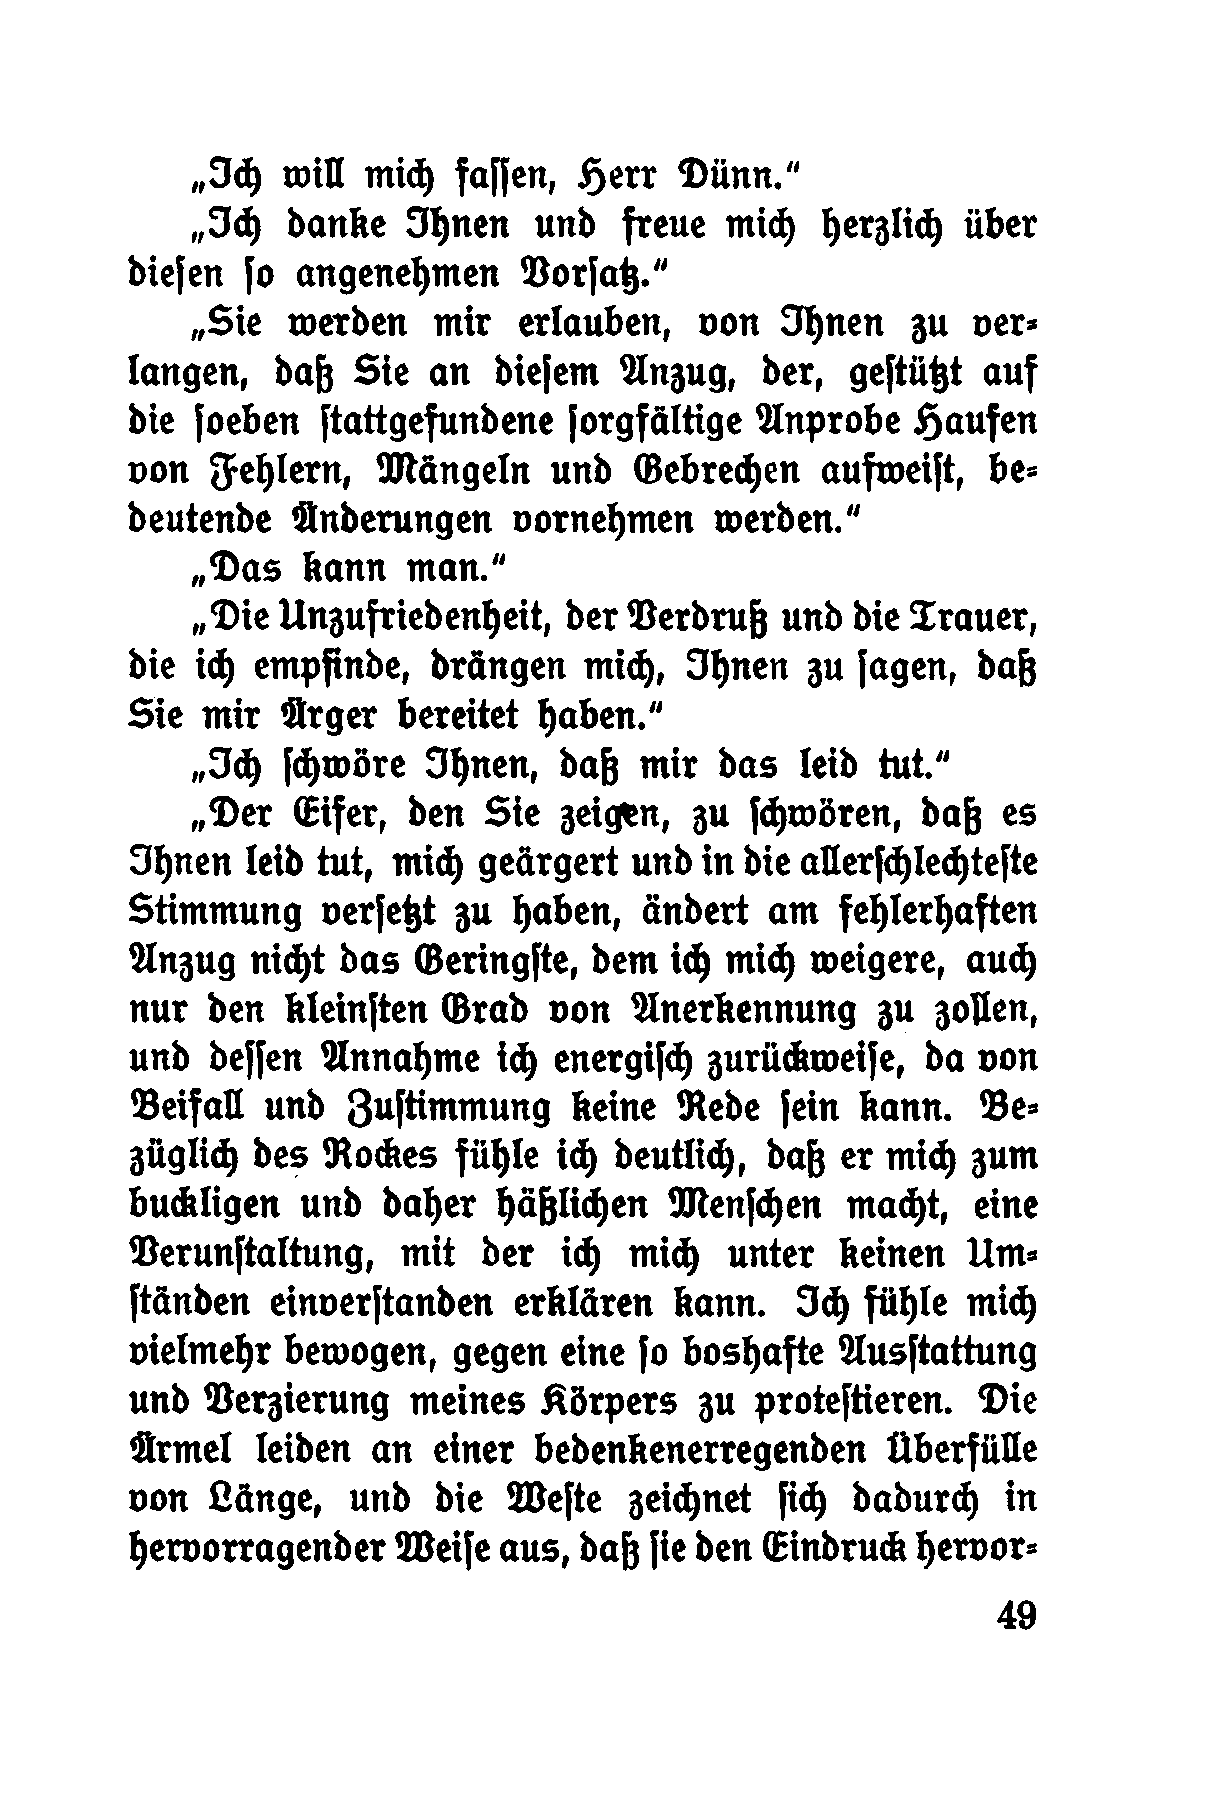 „Ich will mich faſſen, Herr Dünn.“
„Ich danke Ihnen und freue mich herzlich über
dieſen ſo angenehmen Vorſatz.“
„Sie werden mir erlauben, von Ihnen zu ver-
langen, daß Sie an dieſem Anzug, der, geſtützt auf
die ſoeben ſtattgefundene ſorgfältige Anprobe Haufen
von Fehlern, Mängeln und Gebrechen aufweiſt, be-
deutende Änderungen vornehmen werden.“
„Das kann man.“
„Die Unzufriedenheit, der Verdruß und die Trauer,
die ich empfinde, drängen mich, Ihnen zu ſagen, daß
Sie mir Ärger bereitet haben.“
„Ich ſchwöre Ihnen, daß mir das leid tut.“
„Der Eifer, den Sie zeigen, zu ſchwören, daß es
Ihnen leid tut, mich geärgert und in die allerſchlechteſte
Stimmung verſetzt zu haben, ändert am fehlerhaften
Anzug nicht das Geringſte, dem ich mich weigere, auch
nur den kleinſten Grad von Anerkennung zu zollen,
und deſſen Annahme ich energiſch zurückweiſe, da von
Beifall und Zuſtimmung keine Rede ſein kann. Be-
züglich des Rockes fühle ich deutlich, daß er mich zum
buckligen und daher häßlichen Menſchen macht, eine
Verunſtaltung, mit der ich mich unter keinen Um-
ſtänden einverſtanden erklären kann. Ich fühle mich
vielmehr bewogen, gegen eine ſo boshafte Ausſtattung
und Verzierung meines Körpers zu proteſtieren. Die
Ärmel leiden an einer bedenkenerregenden Überfülle
von Länge, und die Weſte zeichnet ſich dadurch in
hervorragender Weiſe aus, daß ſie den Eindruck hervor-
49